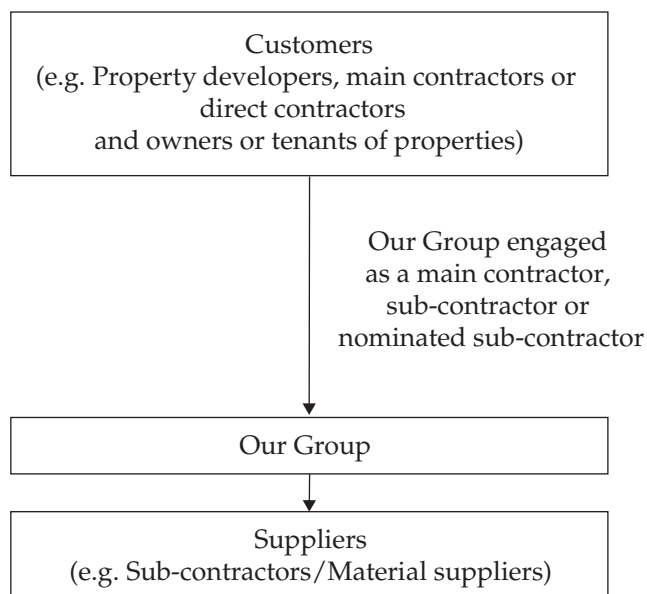 Customers
(e.g. Property developers, main contractors or
direct contractors
and owners or tenants of properties)
Our Group engaged
as a main contractor,
sub-contractor or
nominated sub-contractor
Our Group
Suppliers
(e.g. Sub-contractors/Material suppliers)